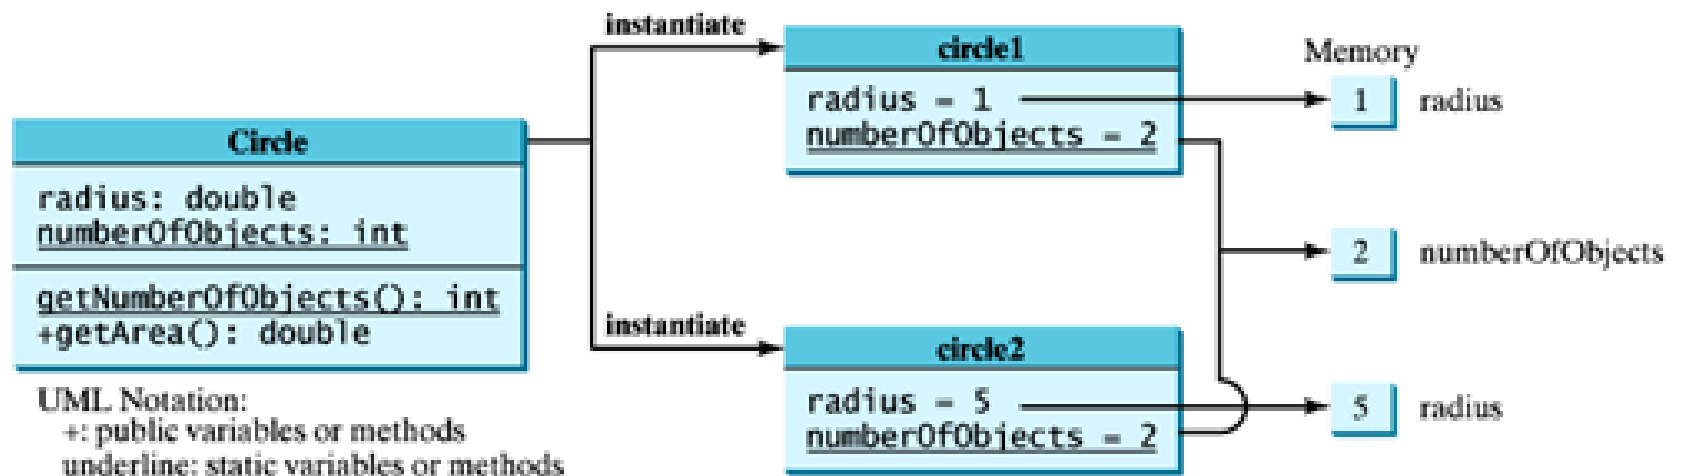 Circle
radius: double
numberOfObjects: int
getNumberOfObjects(): int
+getArea(): double
UML Notation:
+: public variables or methods
underline: static variables or methods
instantiate
circle1
radius = 1
numberOfObjects = 2
instantiate
circle2
radius = 5
numberOfObjects = 2
Memory
1 radius
2 numberOfObjects
5 radius